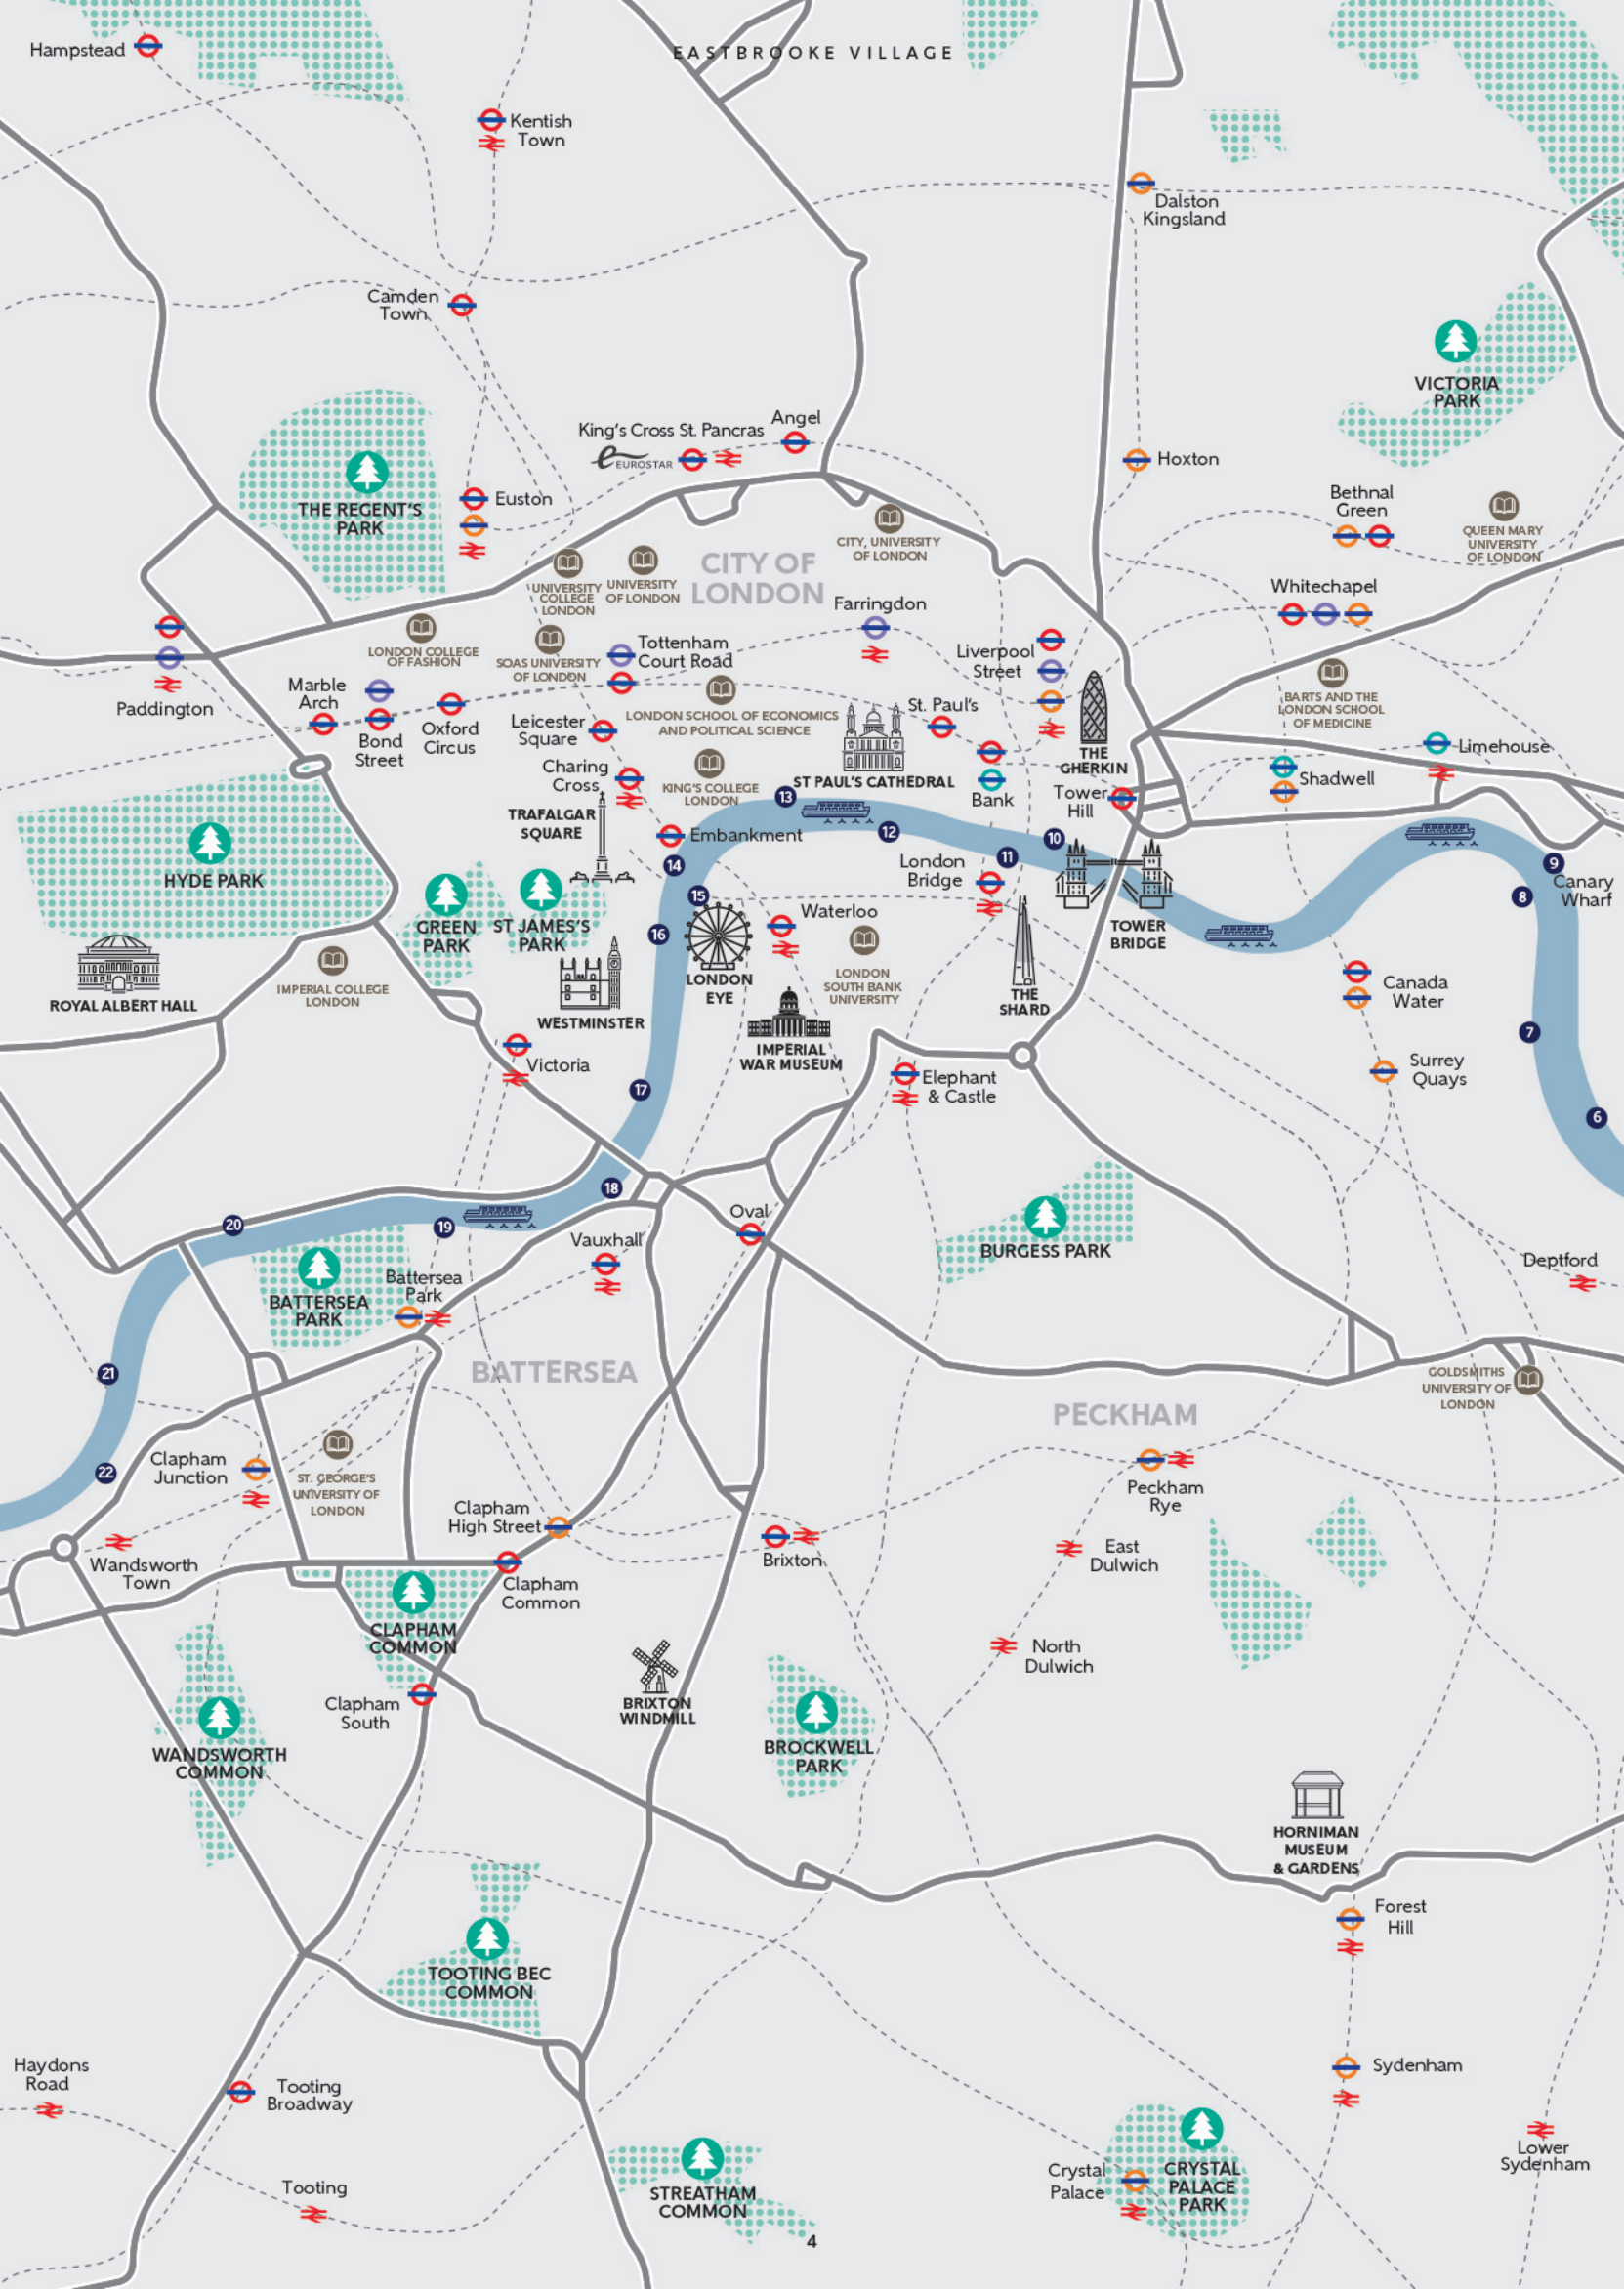 EASTBROOKE VILLAGE
Hampstead
Kentish
Town
Dalston
Kingsland
Camden
Town
VICTORIA
PARK
King's Cross St. Pancras
Angel
EUROSTAR
Hoxton
THE REGENT'S
PARK
Euston
Bethnal
Green
QUEEN MARY
UNIVERSITY
OF LONDON
CITY, UNIVERSITY
OF LONDON
CITY OF
LONDON
UNIVERSITY
COLLEGE
LONDON
UNIVERSITY
OF LONDON
Whitechapel
Farringdon
LONDON COLLEGE
OF FASHION
SOAS UNIVERSITY
OF LONDON
Tottenham
Court Road
Liverpool
Street
Paddington
Marble
Arch
Bond
Street
Oxford
Circus
Leicester
Square
LONDON SCHOOL OF ECONOMICS
AND POLITICAL SCIENCE
St. Paul's
BARTS AND THE
LONDON SCHOOL
OF MEDICINE
THE
GHERKIN
Limehouse
Shadwell
Charing
Cross
KING'S COLLEGE
LONDON
ST PAUL'S CATHEDRAL
Bank
Tower
Hill
TRAFALGAR
SQUARE
13
12
Embankment
10
11
14
London
Bridge
9
Canary
Wharf
8
HYDE PARK
15
16
Waterloo
GREEN
PARK
ST JAMES'S
PARK
TOWER
BRIDGE
LONDON
EYE
LONDON
SOUTH BANK
UNIVERSITY
THE
SHARD
Canada
Water
ROYAL ALBERT HALL
IMPERIAL COLLEGE
LONDON
WESTMINSTER
7
IMPERIAL
WAR MUSEUM
Victoria
Surrey
Quays
Elephant
& Castle
17
6
18
20
19
Oval
Vauxhall
BURGESS PARK
Deptford
BATTERSEA
PARK
Battersea
Park
21
BATTERSEA
GOLDSMITHS
UNIVERSITY OF
LONDON
PECKHAM
22
Clapham
Junction
ST. GEORGE'S
UNIVERSITY OF
LONDON
Peckham
Rye
Clapham
High Street
Wandsworth
Town
Brixton
East
Dulwich
Clapham
Common
CLAPHAM
COMMON
North
Dulwich
Clapham
South
BRIXTON
WINDMILL
WANDSWORTH
COMMON
BROCKWELL
PARK
HORNIMAN
MUSEUM
& GARDENS
Forest
Hill
TOOTING BEC
COMMON
Haydons
Road
Tooting
Broadway
Sydenham
Lower
Sydenham
Tooting
STREATHAM
COMMON
Crystal
Palace
CRYSTAL
PALACE
PARK
4